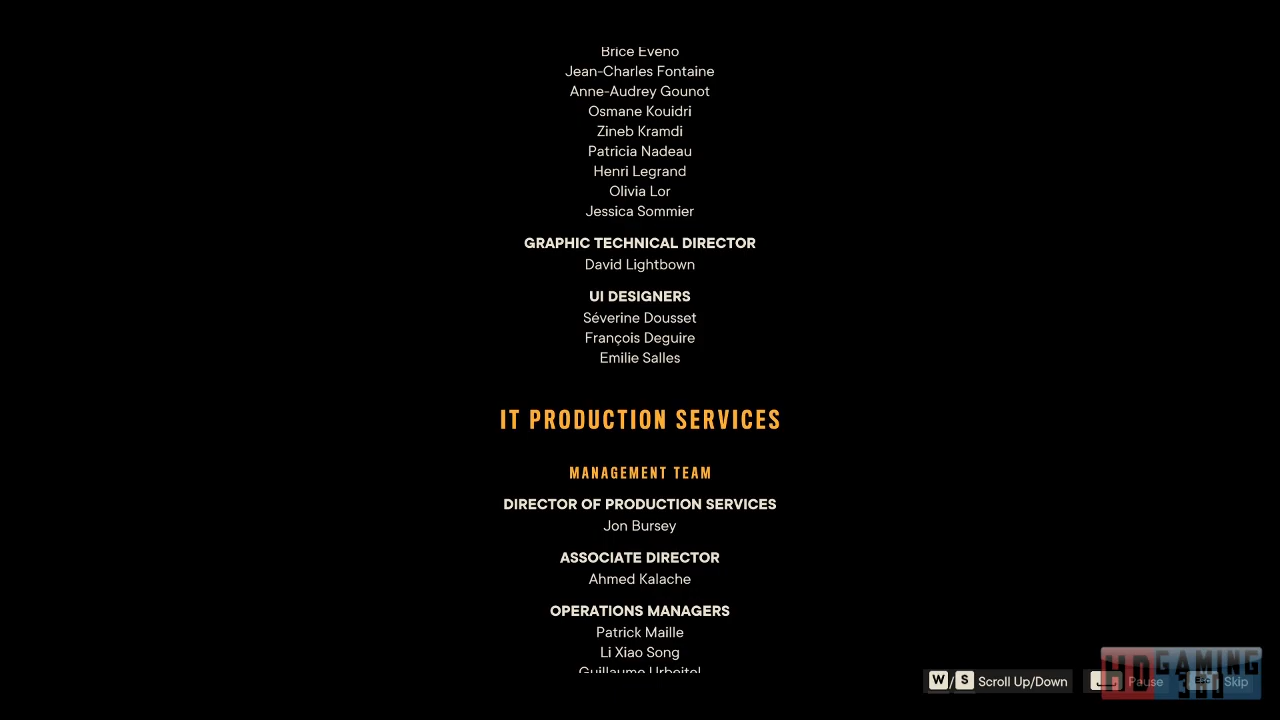 Brice Eveno
Jean-Charles Fontaine
Anne-Audrey Gounot
Osmane Kouidri
Zineb Kramdi
Patricia Nadeau
Henri Legrand
Olivia Lor
Jessica Sommier
GRAPHIC TECHNICAL DIRECTOR
David Lightbown
UI DESIGNERS
Séverine Dousset
François Deguire
Emilie Salles
IT PRODUCTION SERVICES
MANAGEMENT TEAM
DIRECTOR OF PRODUCTION SERVICES
Jon Bursey
ASSOCIATE DIRECTOR
Ahmed Kalache
OPERATIONS MANAGERS
Patrick Maille
Li Xiao Song
Guillaume
W/S Scroll Up/Down Pause Esc Skip
HDGAMING